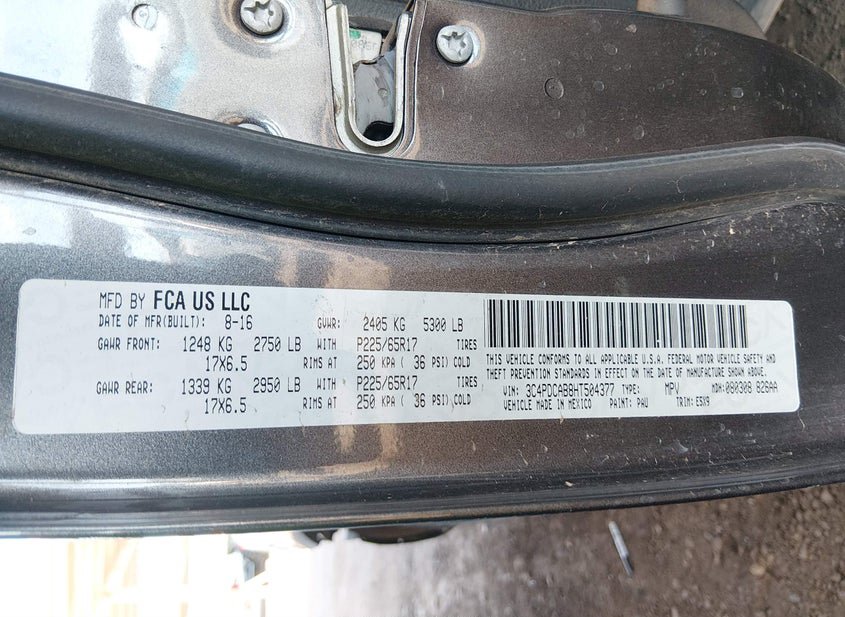 MFD BY FCA US LLC
DATE OF MFR(BUILT): 8-16 GVWR: 2405 KG 5300 LB
GAWR FRONT: 1248 KG 2750 LB WITH P225/65R17 TIRES
17X6.5 RIMS AT 250 KPA ( 36 PSI) COLD
GAWR REAR: 1339 KG 2950 LB WITH P225/65R17 TIRES
17X6.5 RIMS AT 250 KPA ( 36 PSI) COLD
THIS VEHICLE CONFORMS TO ALL APPLICABLE U.S.A. FEDERAL MOTOR VEHICLE SAFETY AND
THEFT PREVENTION STANDARDS IN EFFECT ON THE DATE OF MANUFACTURE SHOWN ABOVE.
VIN: 3C4PDCAB8HT504377 TYPE: MPV MDH: 080308 826AA
VEHICLE MADE IN MEXICO PAINT: PAU TRIM: E5X9